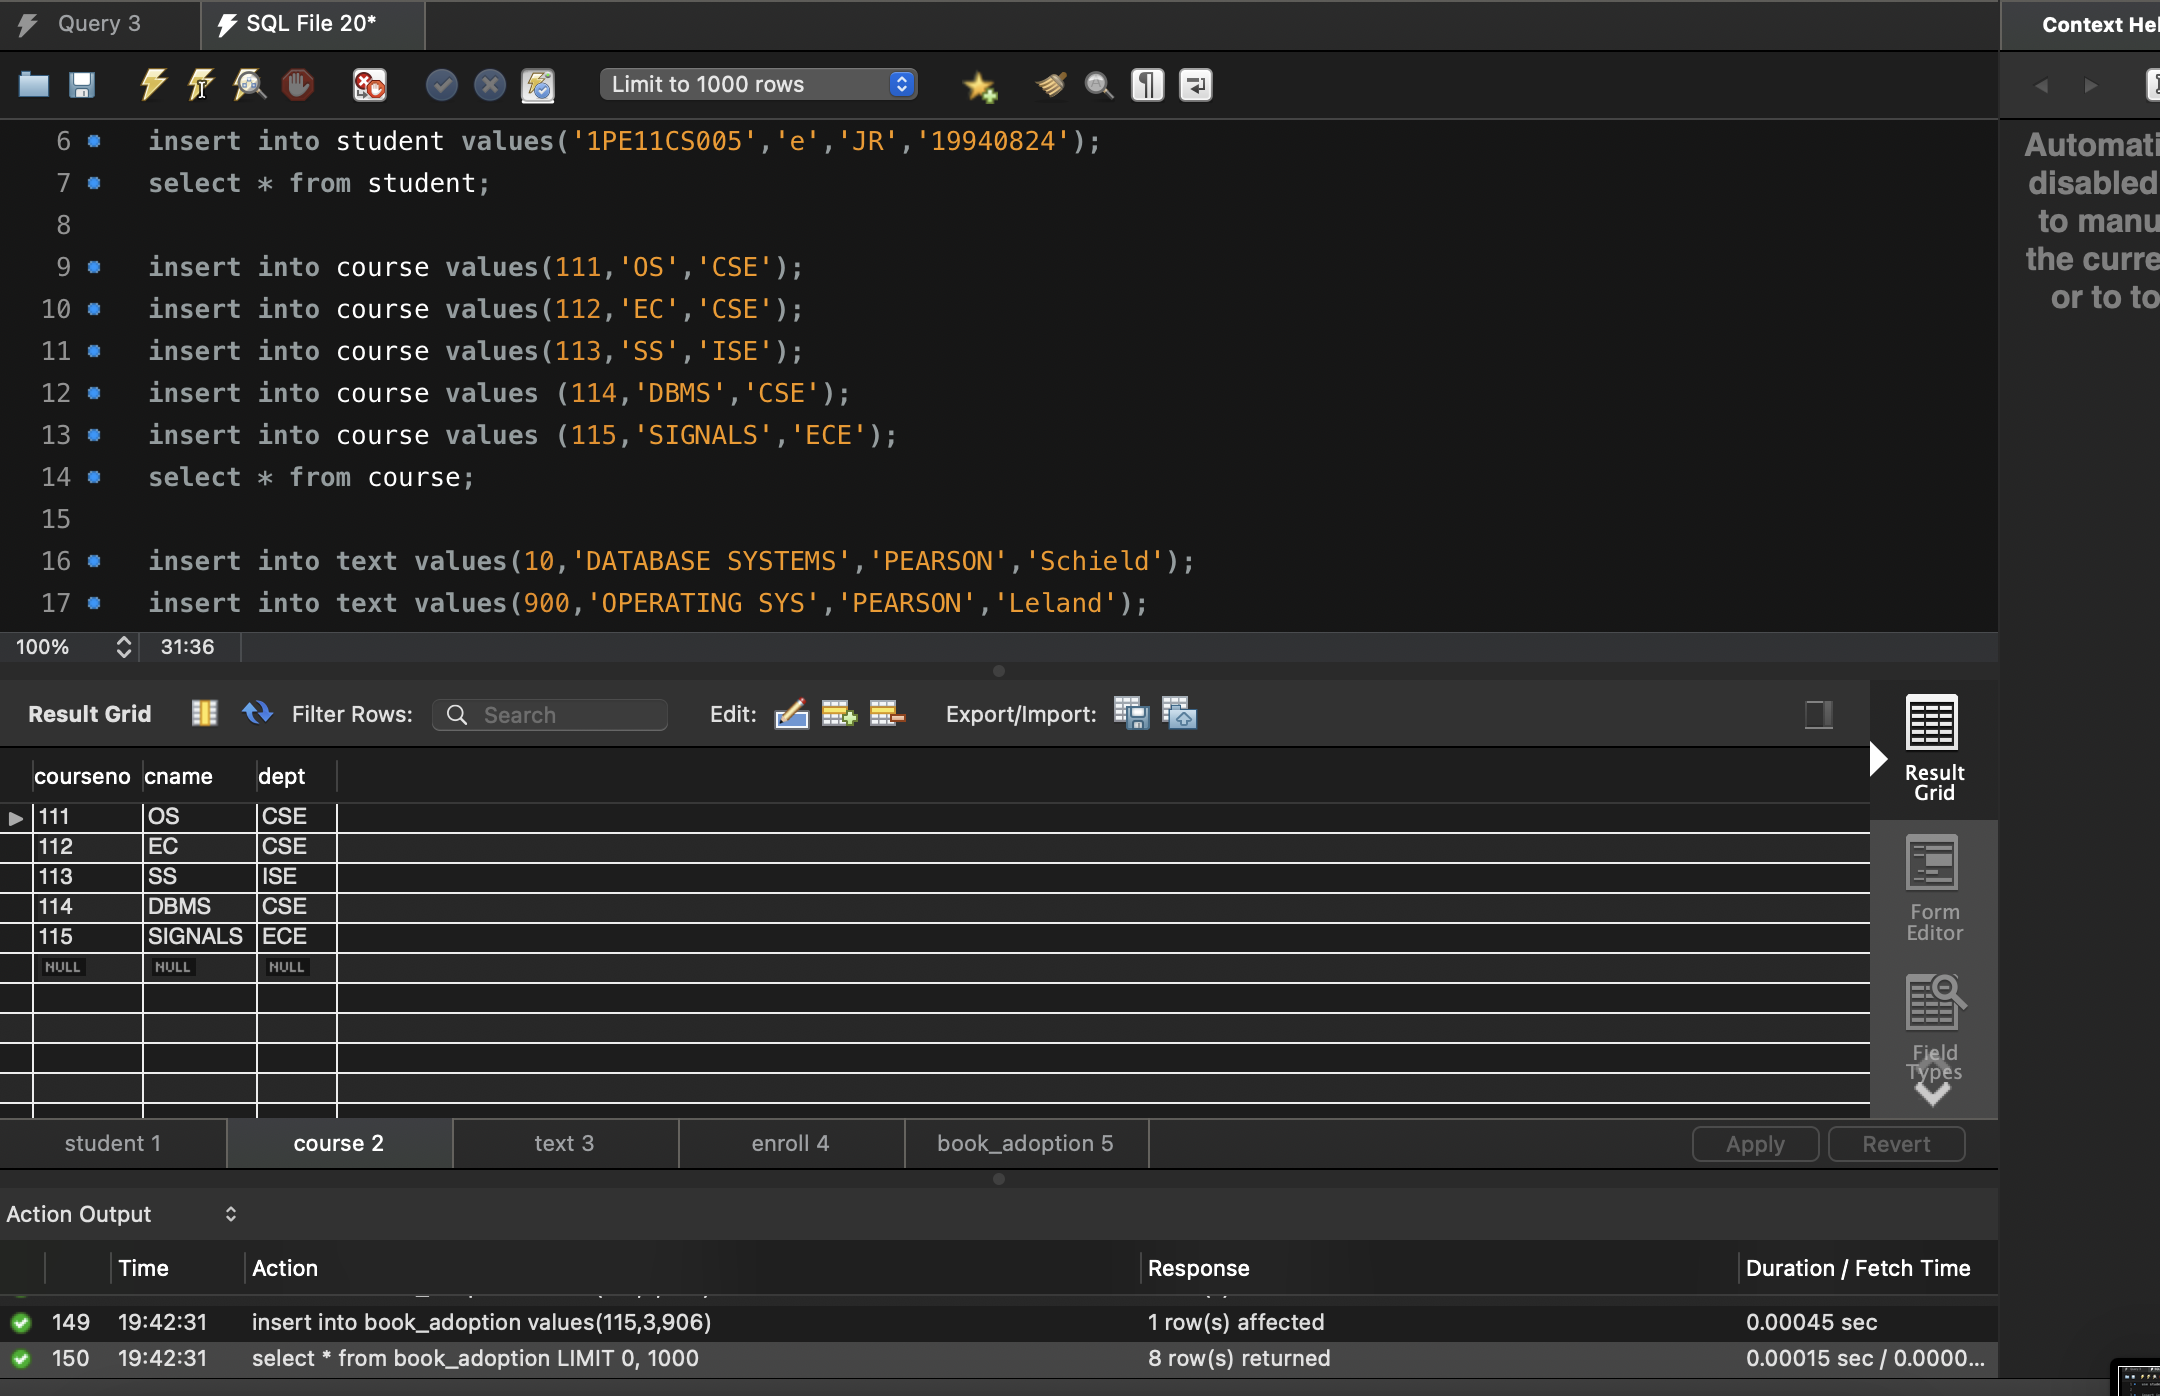 Query 3
SQL File 20*
Context Hel
Limit to 1000 rows
6 insert into student values('1PE11CS005','e','JR','19940824');
7 select * from student;
8
9 insert into course values(111,'OS','CSE');
10 insert into course values(112,'EC','CSE');
11 insert into course values(113,'SS','ISE');
12 insert into course values (114,'DBMS','CSE');
13 insert into course values (115,'SIGNALS','ECE');
14 select * from course;
15
16 insert into text values(10,'DATABASE SYSTEMS','PEARSON','Schield');
17 insert into text values(900,'OPERATING SYS','PEARSON','Leland');
Automati
disabled
to manu
the curre
or to to
100% 31:36
Result Grid Filter Rows: Search Edit: Export/Import:
courseno cname dept
111 OS CSE
112 EC CSE
113 SS ISE
114 DBMS CSE
115 SIGNALS ECE
NULL NULL NULL
Result
Grid
Form
Editor
Field
Types
student 1 course 2 text 3 enroll 4 book_adoption 5 Apply Revert
Action Output
Time Action Response Duration / Fetch Time
149 19:42:31 insert into book_adoption values(115,3,906) 1 row(s) affected 0.00045 sec
150 19:42:31 select * from book_adoption LIMIT 0, 1000 8 row(s) returned 0.00015 sec / 0.0000...